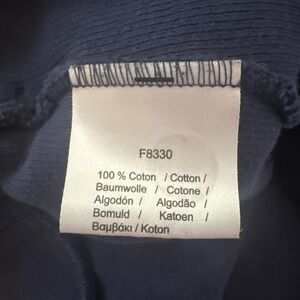 F8330
100 % Coton / Cotton /
Baumwolle / Cotone /
Algodón / Algodão /
Bomuld / Katoen /
Βαμβάκι / Koton